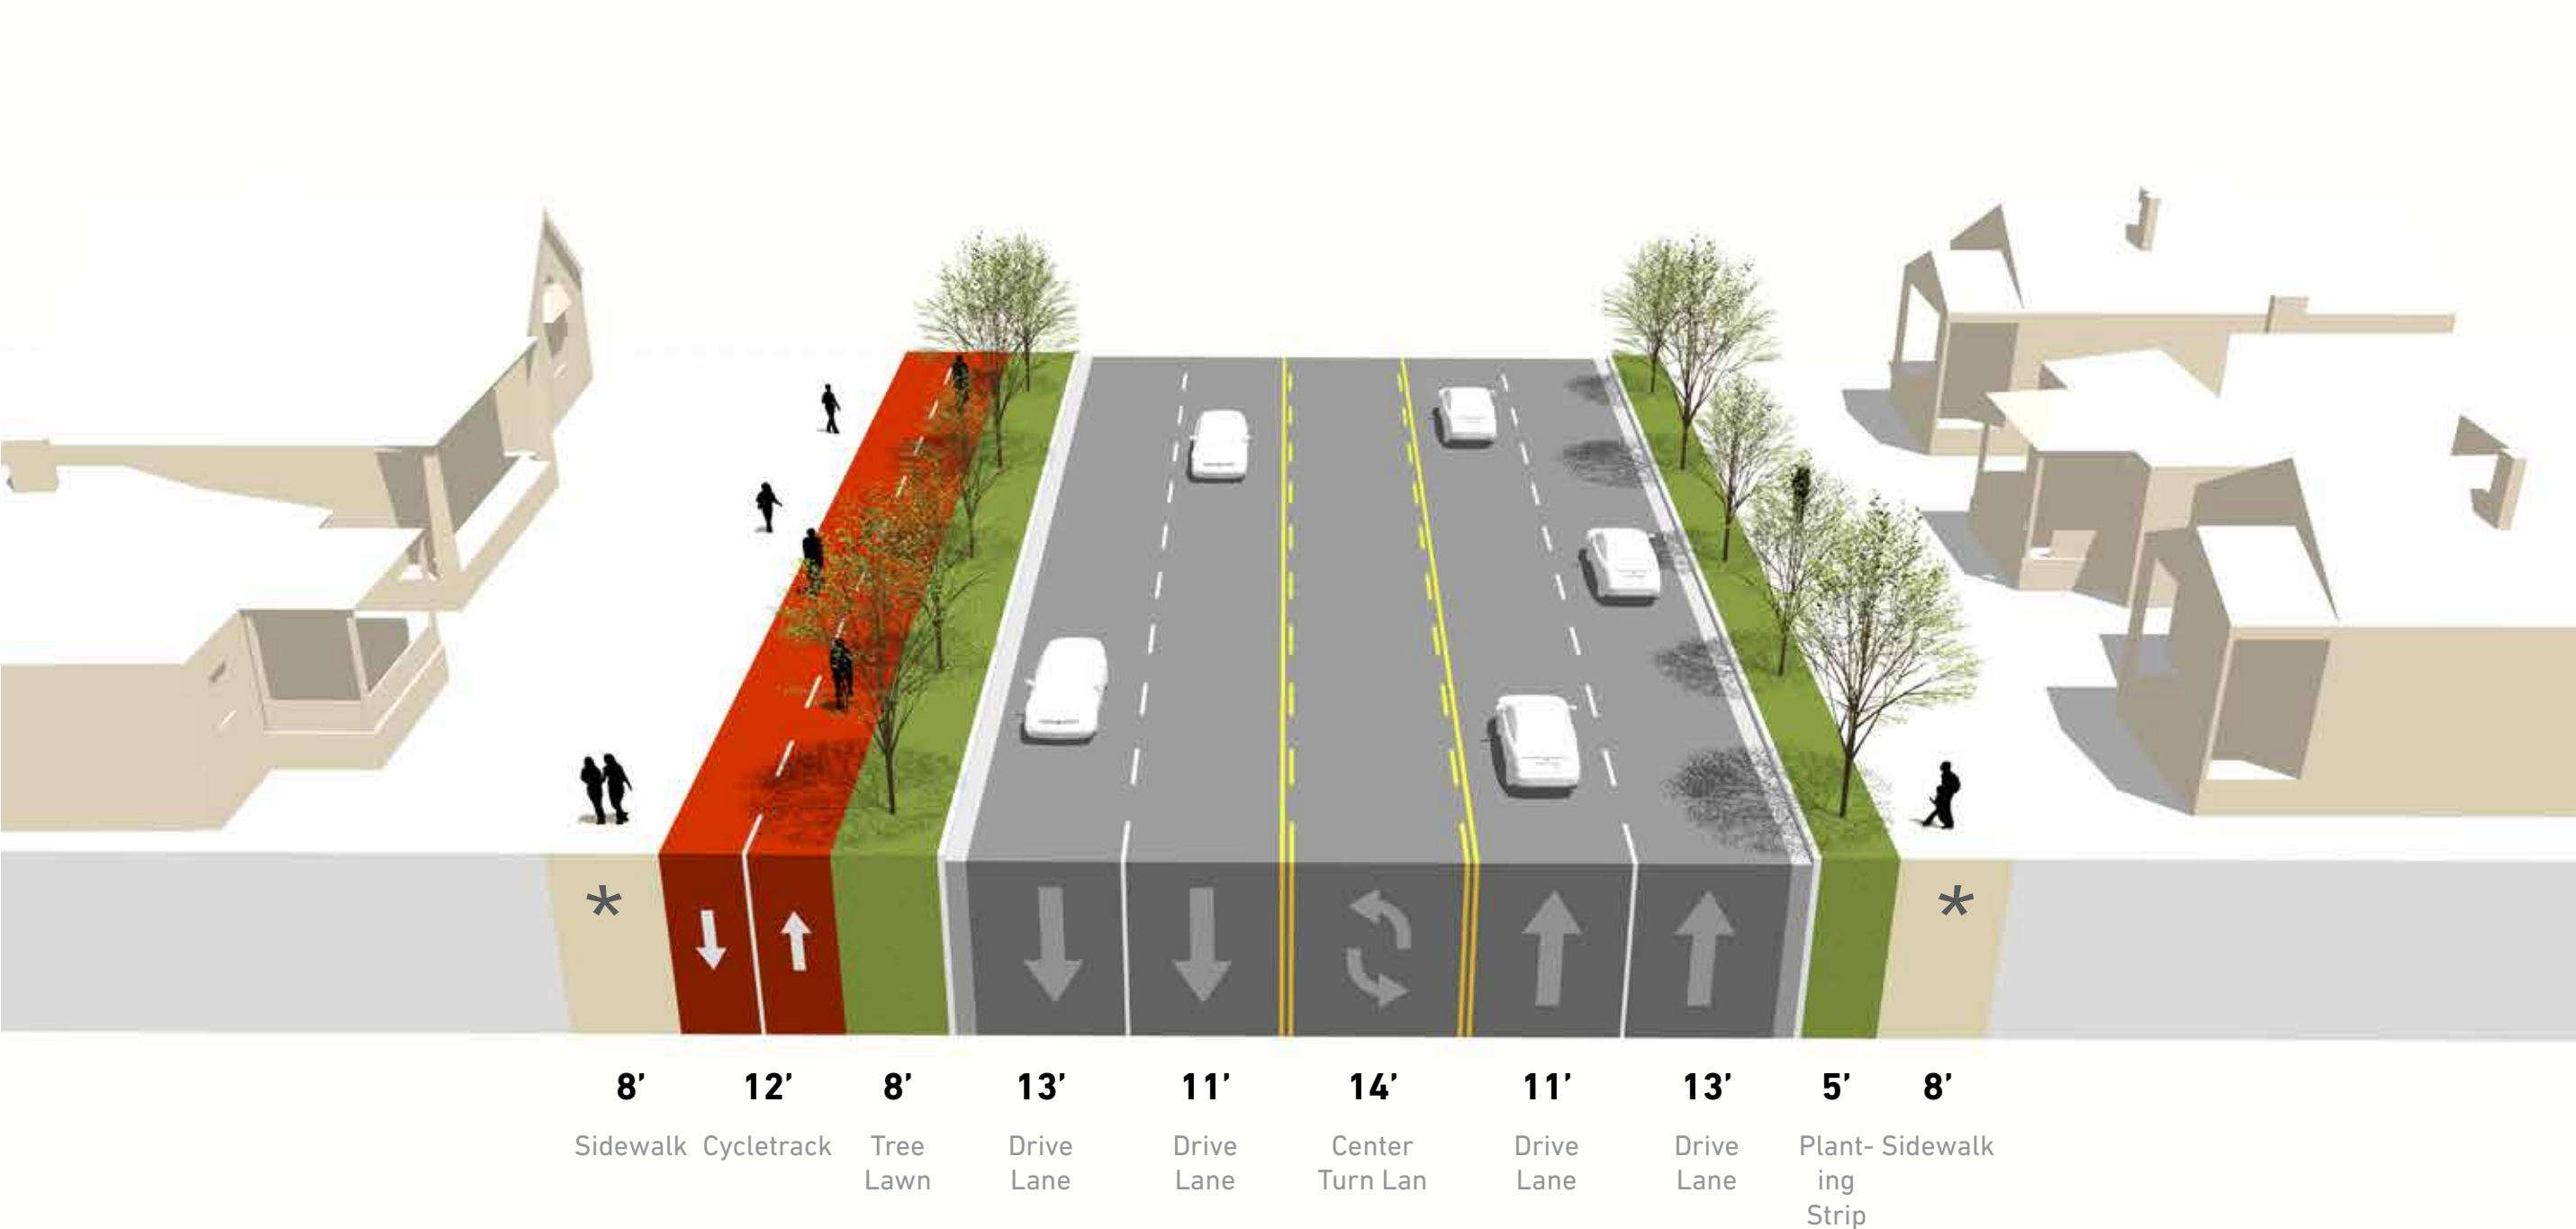 *
*
8’ 12’ 8’ 13’ 11’ 14’ 11’ 13’ 5’ 8’
Sidewalk Cycletrack Tree Drive Drive Center Drive Drive Plant- Sidewalk
Lawn Lane Lane Turn Lan Lane Lane ing
Strip